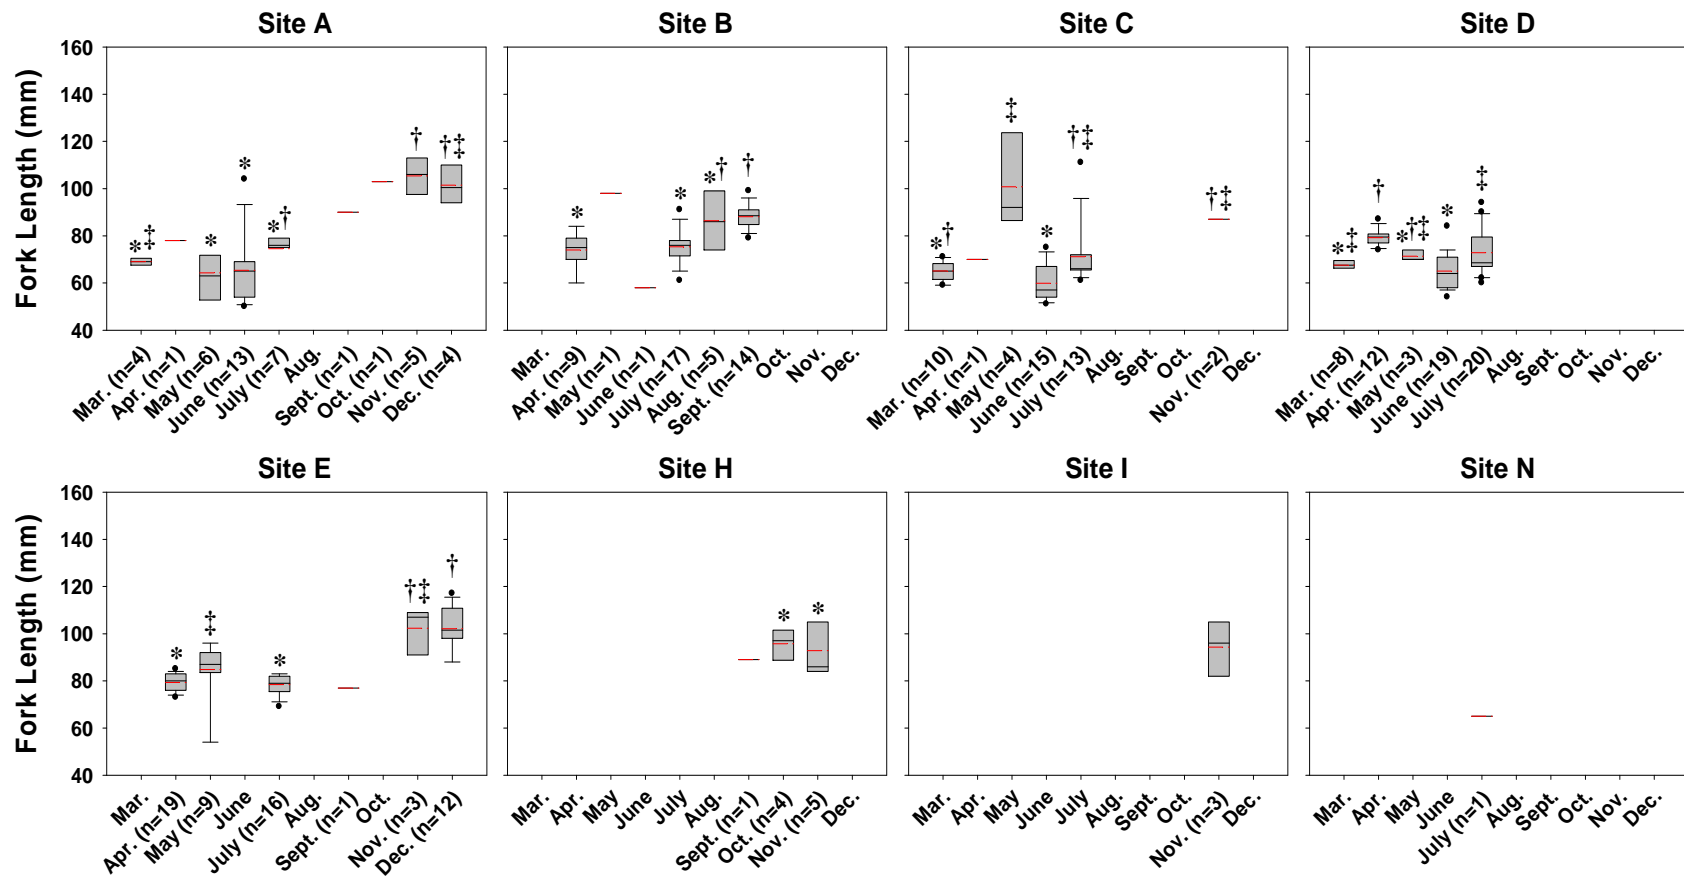 Site A
Site B
Site C
Site D
Fork Length (mm)
160
140
120
100
80
60
40
*‡
*
*
*†
†
†‡
*
*
*†
†
*†
‡
*
†‡
†‡
*‡
†
*†‡
*
‡
Mar. (n=4)
Apr. (n=1)
May (n=6)
June (n=13)
July (n=7)
Aug.
Sept. (n=1)
Oct. (n=1)
Nov. (n=5)
Dec. (n=4)
Mar.
Apr. (n=9)
May (n=1)
June (n=1)
July (n=17)
Aug. (n=5)
Sept. (n=14)
Oct.
Nov.
Dec.
Mar. (n=10)
Apr. (n=1)
May (n=4)
June (n=15)
July (n=13)
Aug.
Sept.
Oct.
Nov. (n=2)
Dec.
Mar. (n=8)
Apr. (n=12)
May (n=3)
June (n=19)
July (n=20)
Aug.
Sept.
Oct.
Nov.
Dec.
Site E
Site H
Site I
Site N
Fork Length (mm)
160
140
120
100
80
60
40
*
‡
*
†‡
†
*
*
Mar.
Apr. (n=19)
May (n=9)
June
July (n=16)
Aug.
Sept. (n=1)
Oct.
Nov. (n=3)
Dec. (n=12)
Mar.
Apr.
May
June
July
Aug.
Sept. (n=1)
Oct. (n=4)
Nov. (n=5)
Dec.
Mar.
Apr.
May
June
July
Aug.
Sept.
Oct.
Nov. (n=3)
Dec.
Mar.
Apr.
May
June
July (n=1)
Aug.
Sept.
Oct.
Nov.
Dec.